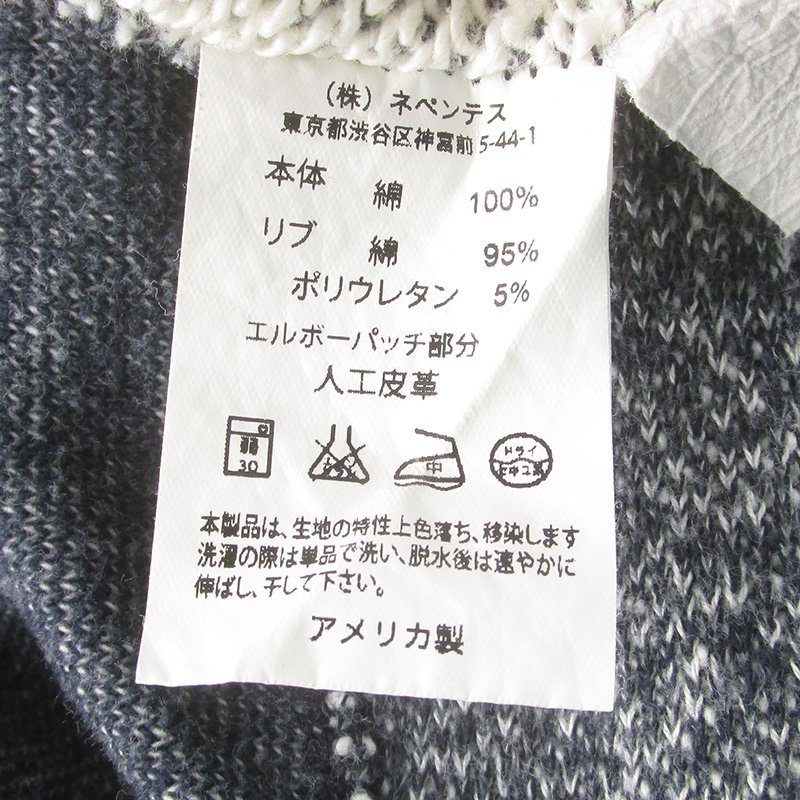 (株) ネペンテス
東京都渋谷区神宮前5-44-1
本体 綿 100%
リブ 綿 95%
ポリウレタン 5%
エルボーパッチ部分
人工皮革
30 中 ドライ
本製品は、生地の特性上色落ち、移染します
洗濯の際は単品で洗い、脱水後は速やかに
伸ばし、干して下さい。
アメリカ製